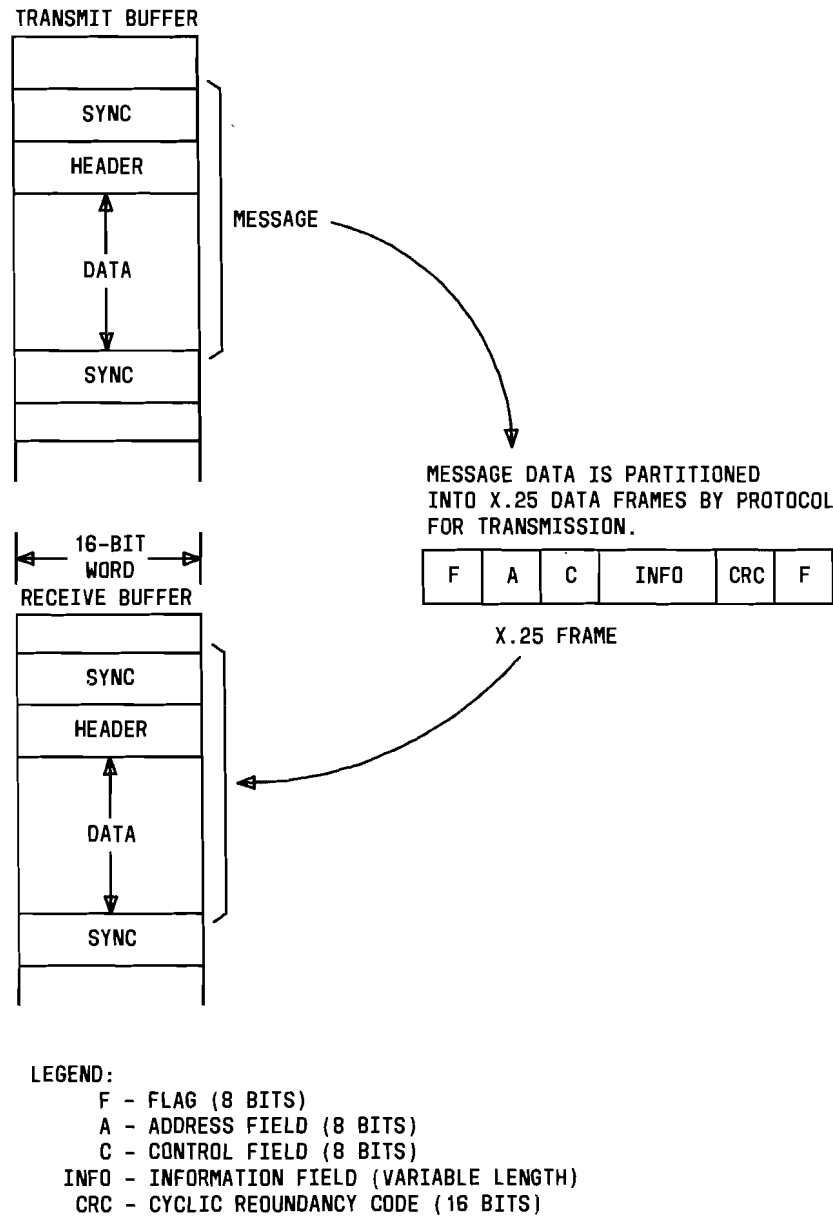 TRANSMIT BUFFER
SYNC
HEADER
DATA
SYNC
MESSAGE
MESSAGE DATA IS PARTITIONED
INTO X.25 DATA FRAMES BY PROTOCOL
FOR TRANSMISSION.
F A C INFO CRC F
X.25 FRAME
16-BIT
WORD
RECEIVE BUFFER
SYNC
HEADER
DATA
SYNC
LEGEND:
F - FLAG (8 BITS)
A - ADDRESS FIELD (8 BITS)
C - CONTROL FIELD (8 BITS)
INFO - INFORMATION FIELD (VARIABLE LENGTH)
CRC - CYCLIC REDUNDANCY CODE (16 BITS)